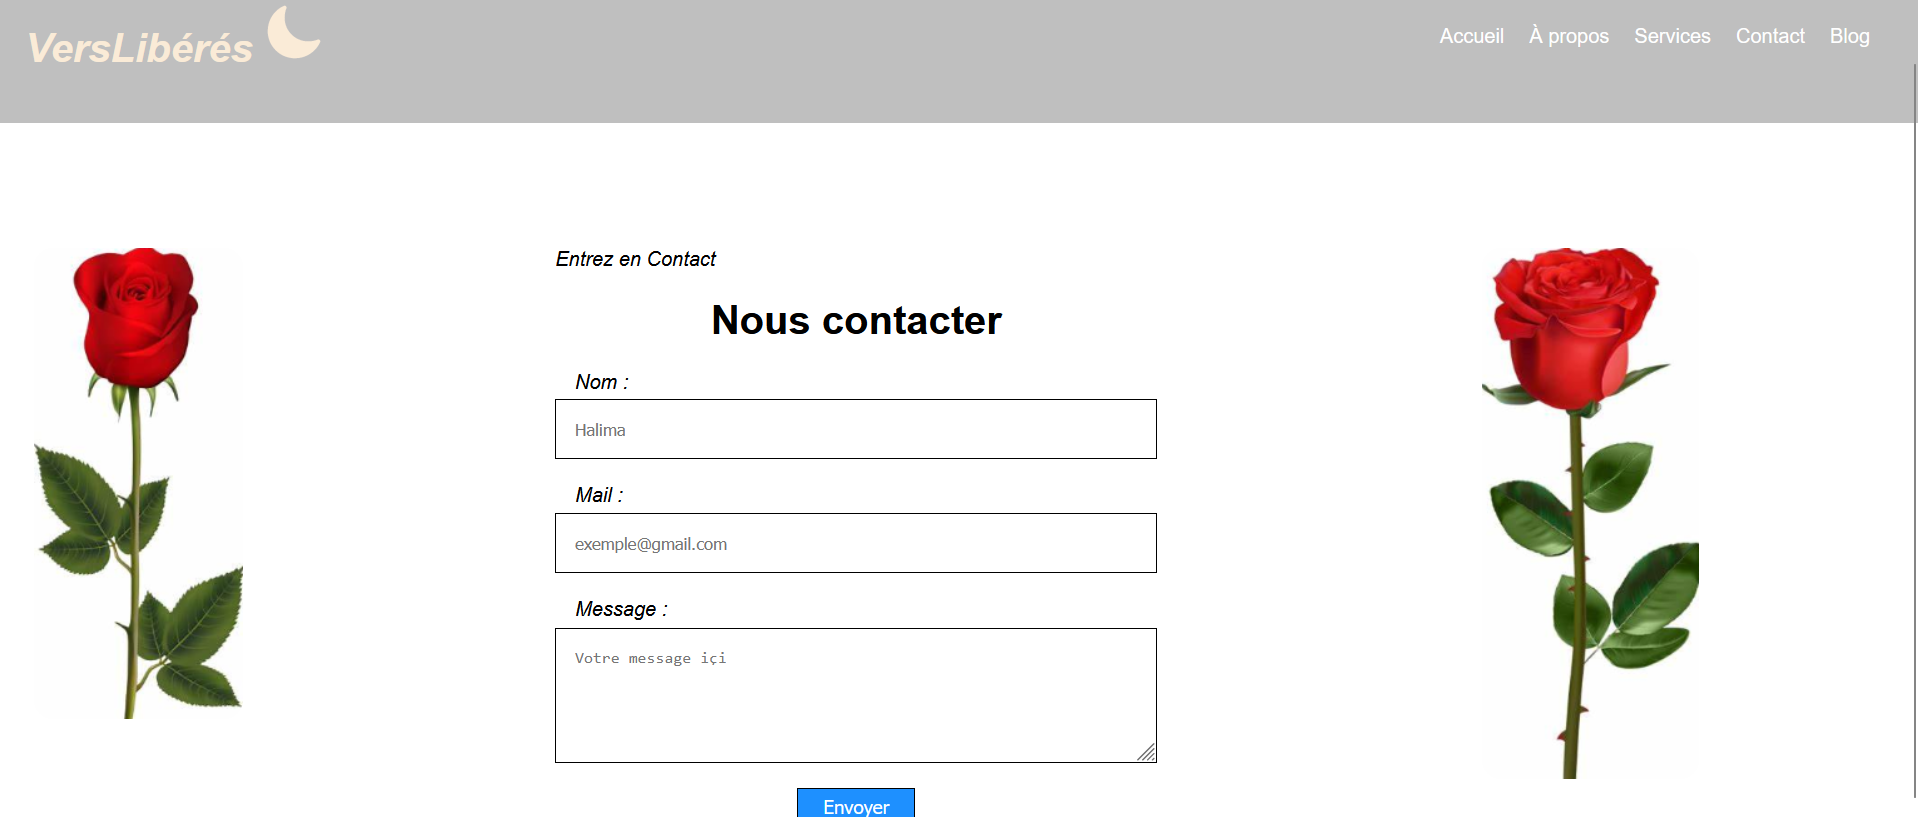 VersLibérés
Accueil À propos Services Contact Blog
Entrez en Contact
Nous contacter
Nom :
Halima
Mail :
exemple@gmail.com
Message :
Votre message içi
Envoyer